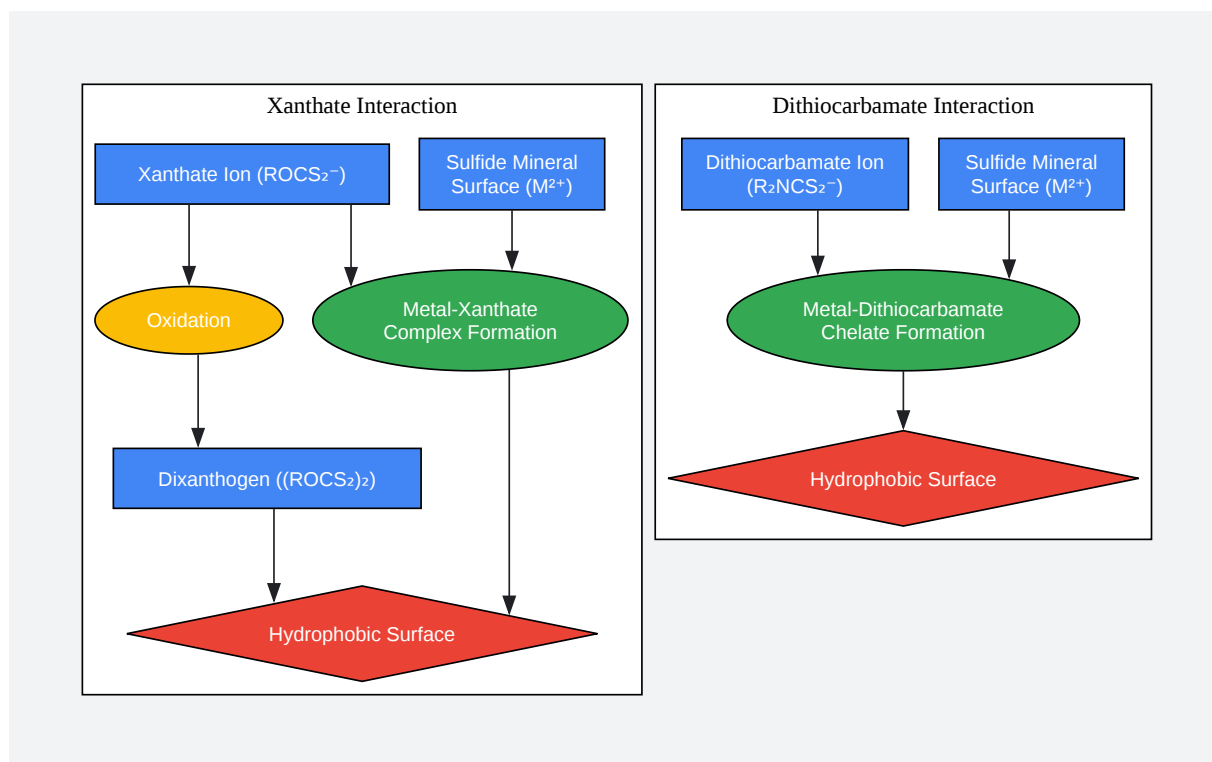 Xanthate Interaction
Xanthate Ion (ROCS₂⁻)
Sulfide Mineral
Surface (M²⁺)
Oxidation
Metal-Xanthate
Complex Formation
Dixanthogen ((ROCS₂)₂)
Hydrophobic Surface
Dithiocarbamate Interaction
Dithiocarbamate Ion
(R₂NCS₂⁻)
Sulfide Mineral
Surface (M²⁺)
Metal-Dithiocarbamate
Chelate Formation
Hydrophobic Surface